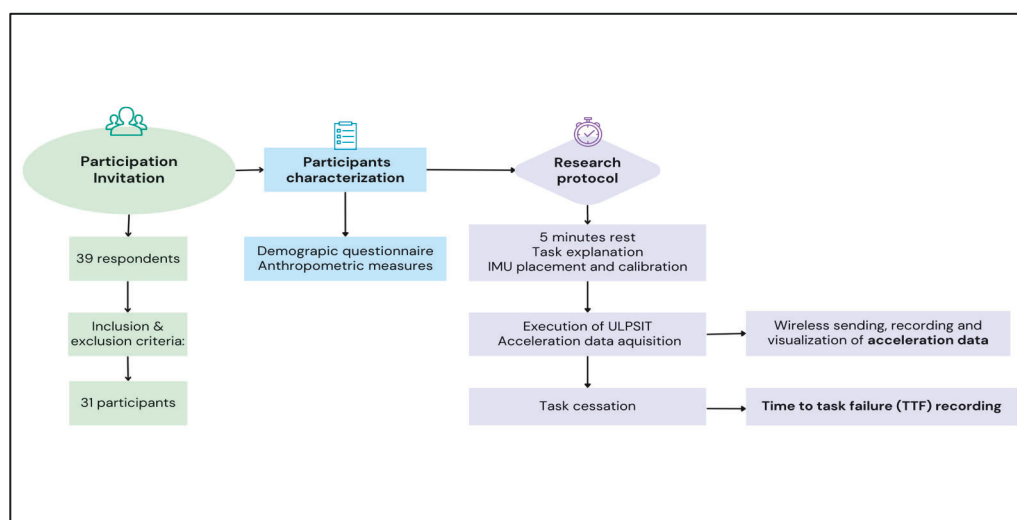 Participation
Invitation
39 respondents
Inclusion &
exclusion criteria:
31 participants
Participants
characterization
Demograpic questionnaire
Anthropometric measures
Research
protocol
5 minutes rest
Task explanation
IMU placement and calibration
Execution of ULPSIT
Acceleration data aquisition
Wireless sending, recording and
visualization of acceleration data
Task cessation
Time to task failure (TTF) recording